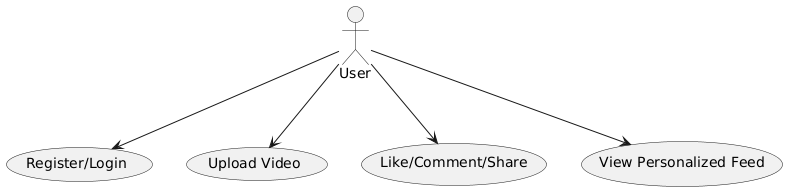 User
Register/Login
Upload Video
Like/Comment/Share
View Personalized Feed